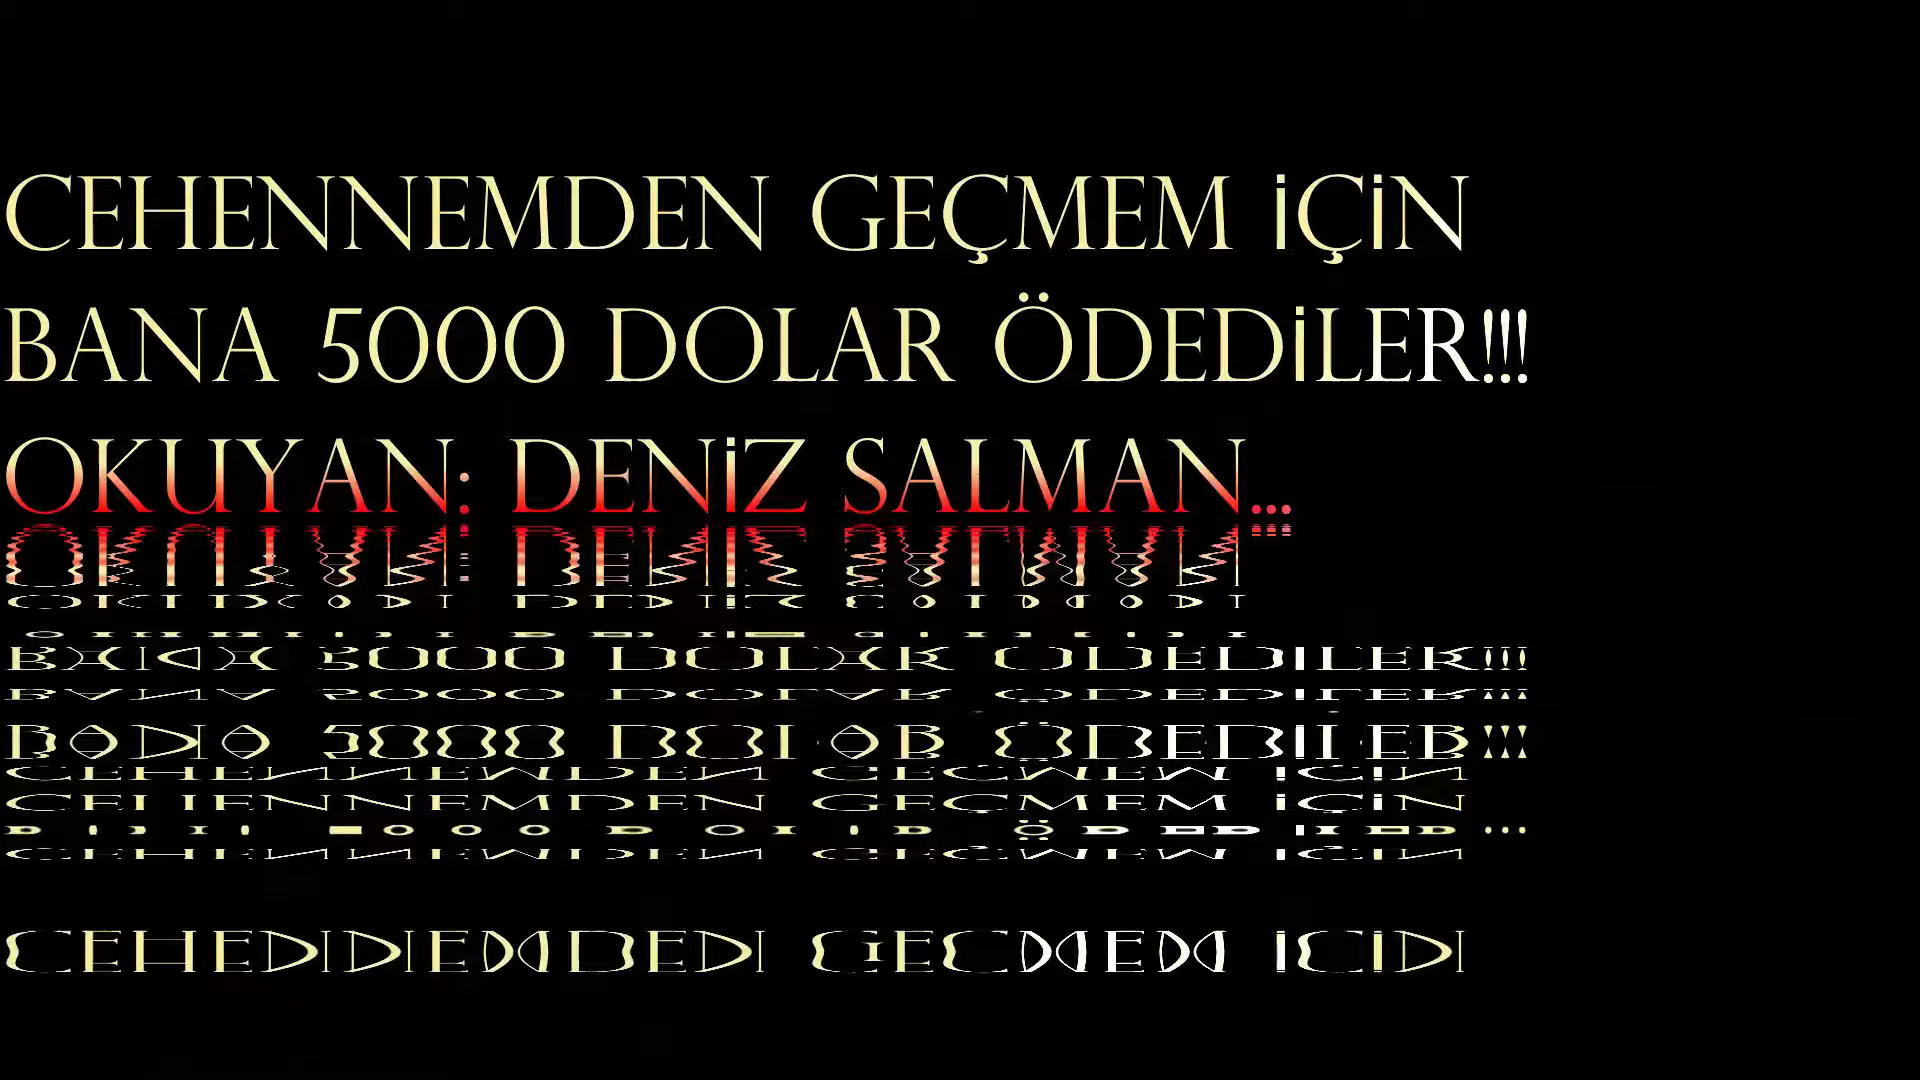 CEHENNEMDEN GEÇMEM İÇİN
BANA 5000 DOLAR ÖDEDİLER!!!
OKUYAN: DENİZ SALMAN...